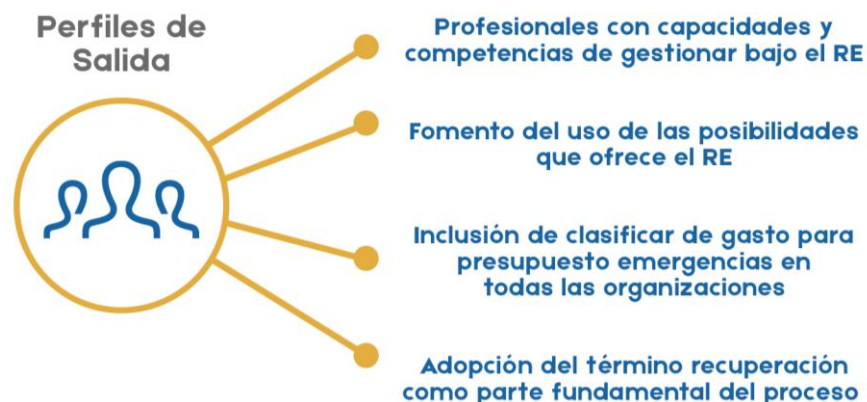 Perfiles de
Salida
Profesionales con capacidades y
competencias de gestionar bajo el RE
Fomento del uso de las posibilidades
que ofrece el RE
Inclusión de clasificar de gasto para
presupuesto emergencias en
todas las organizaciones
Adopción del término recuperación
como parte fundamental del proceso